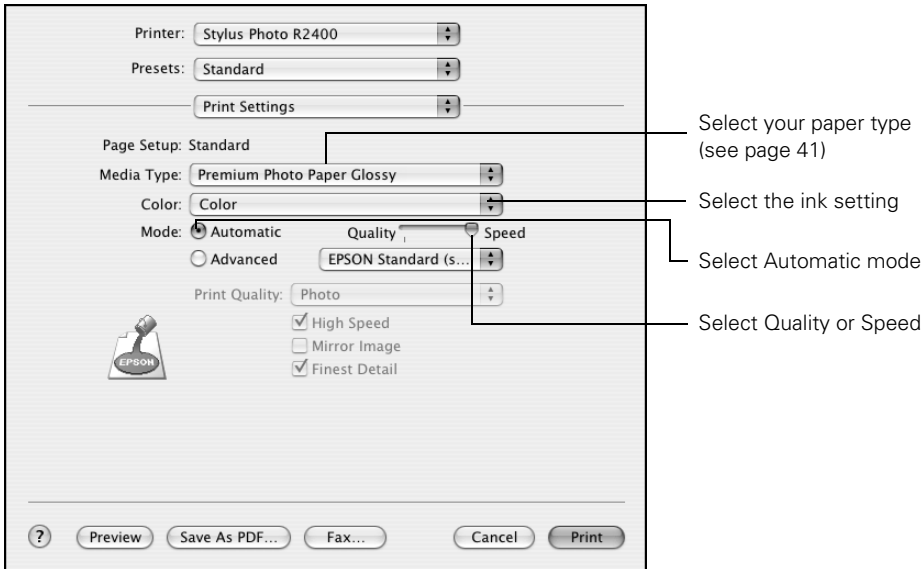 Printer: Stylus Photo R2400
Presets: Standard
Print Settings
Page Setup: Standard
Media Type: Premium Photo Paper Glossy
Color: Color
Mode: Automatic Quality Speed
Advanced EPSON Standard (s...
Print Quality: Photo
High Speed
Mirror Image
Finest Detail
EPSON
? Preview Save As PDF... Fax... Cancel Print
Select your paper type
(see page 41)
Select the ink setting
Select Automatic mode
Select Quality or Speed